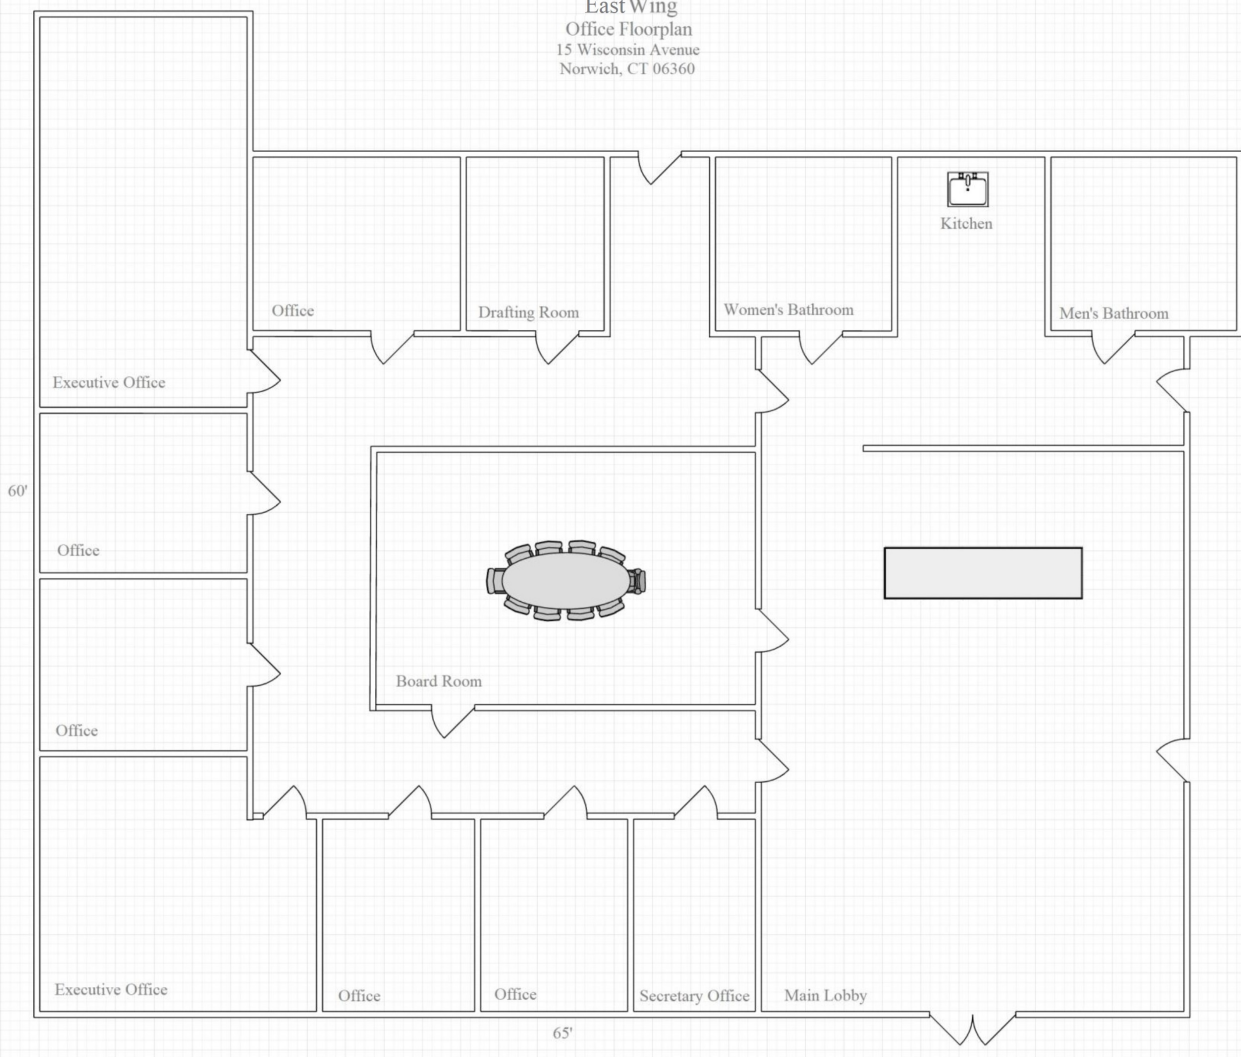 East Wing
Office Floorplan
15 Wisconsin Avenue
Norwich, CT 06360
Kitchen
Office
Drafting Room
Women's Bathroom
Men's Bathroom
Executive Office
60'
Office
Board Room
Office
Executive Office
Office
Office
Secretary Office
Main Lobby
65'